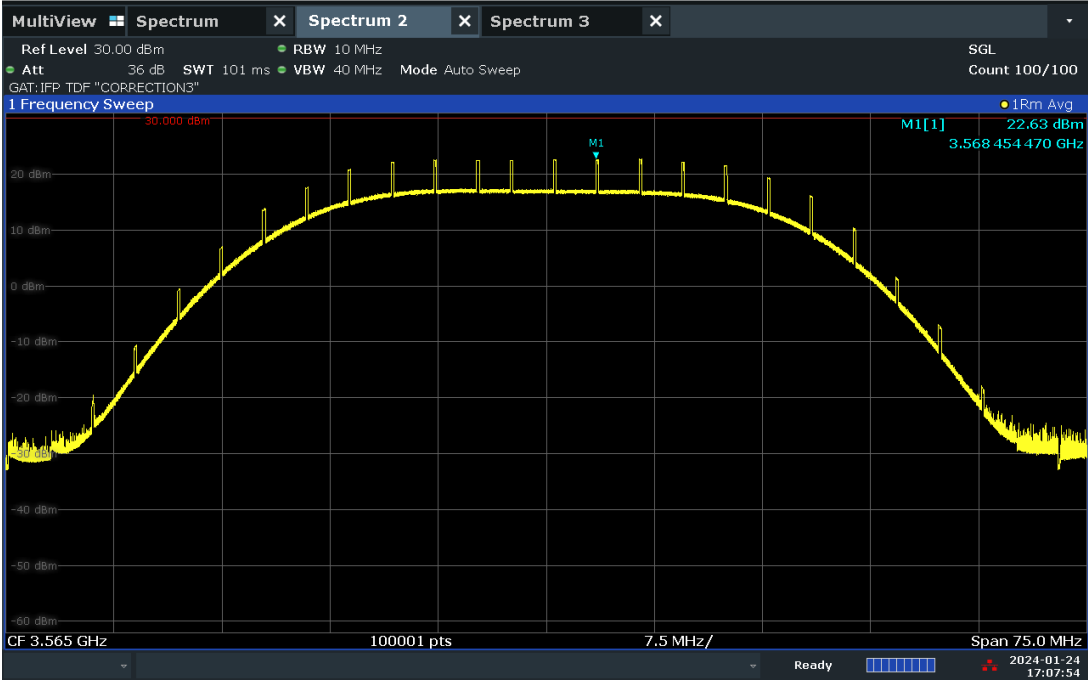 MultiView Spectrum X Spectrum 2 X Spectrum 3 X
Ref Level 30.00 dBm RBW 10 MHz SGL
Att 36 dB SWT 101 ms VBW 40 MHz Mode Auto Sweep Count 100/100
GAT:IFP TDF "CORRECTION3"
1 Frequency Sweep 1Rm Avg
30.000 dBm M1[1] 22.63 dBm
3.568 454 470 GHz
M1
20 dBm
10 dBm
0 dBm
-10 dBm
-20 dBm
-30 dBm
-40 dBm
-50 dBm
-60 dBm
CF 3.565 GHz 100001 pts 7.5 MHz/ Span 75.0 MHz
Ready 2024-01-24
17:07:54